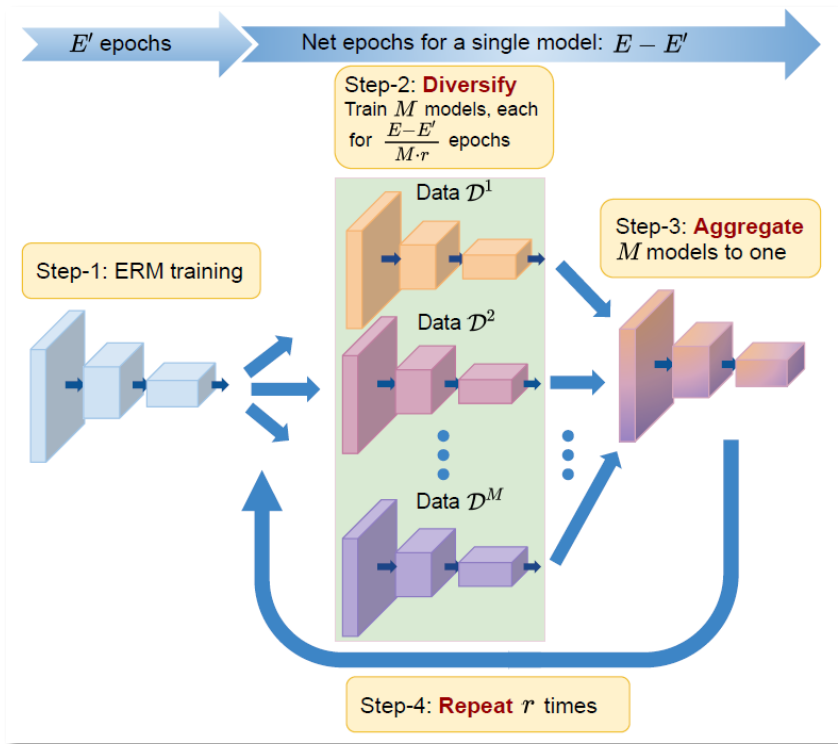 E′ epochs
Net epochs for a single model: E − E′
Step-2: Diversify
Train M models, each
for \frac{E−E′}{M·r} epochs
Data 𝒟¹
Step-3: Aggregate
M models to one
Step-1: ERM training
Data 𝒟²
Data 𝒟ᴹ
Step-4: Repeat r times